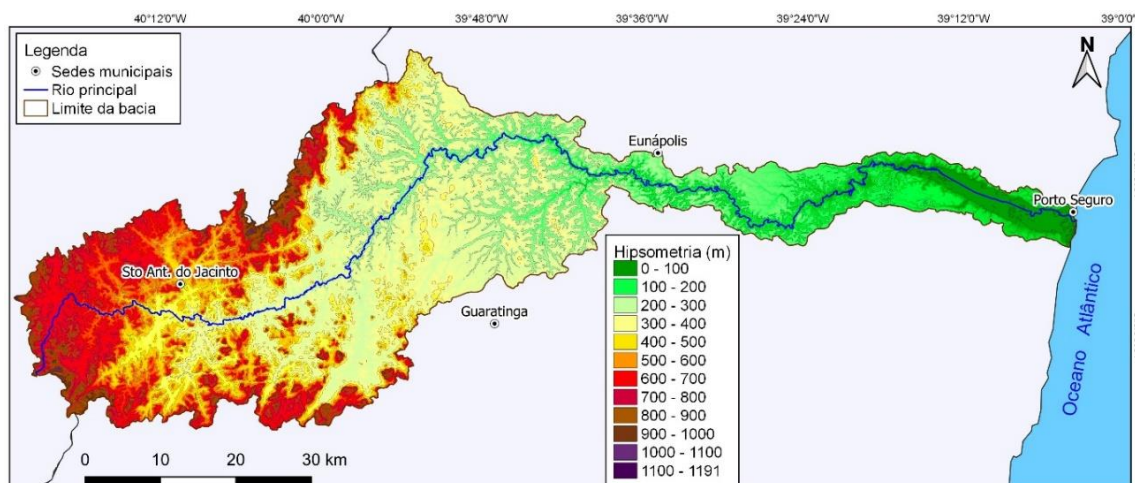 40°12'0"W 40°00'0"W 39°48'0"W 39°36'0"W 39°24'0"W 39°12'0"W 39°0'0"
Legenda
Sedes municipais
Rio principal
Limite da bacia
N
Eunápolis
Porto Seguro
Sto Ant. do Jacinto
Guaratinga
Hipsometria (m)
0 - 100
100 - 200
200 - 300
300 - 400
400 - 500
500 - 600
600 - 700
700 - 800
800 - 900
900 - 1000
1000 - 1100
1100 - 1191
Oceano Atlântico
0 10 20 30 km